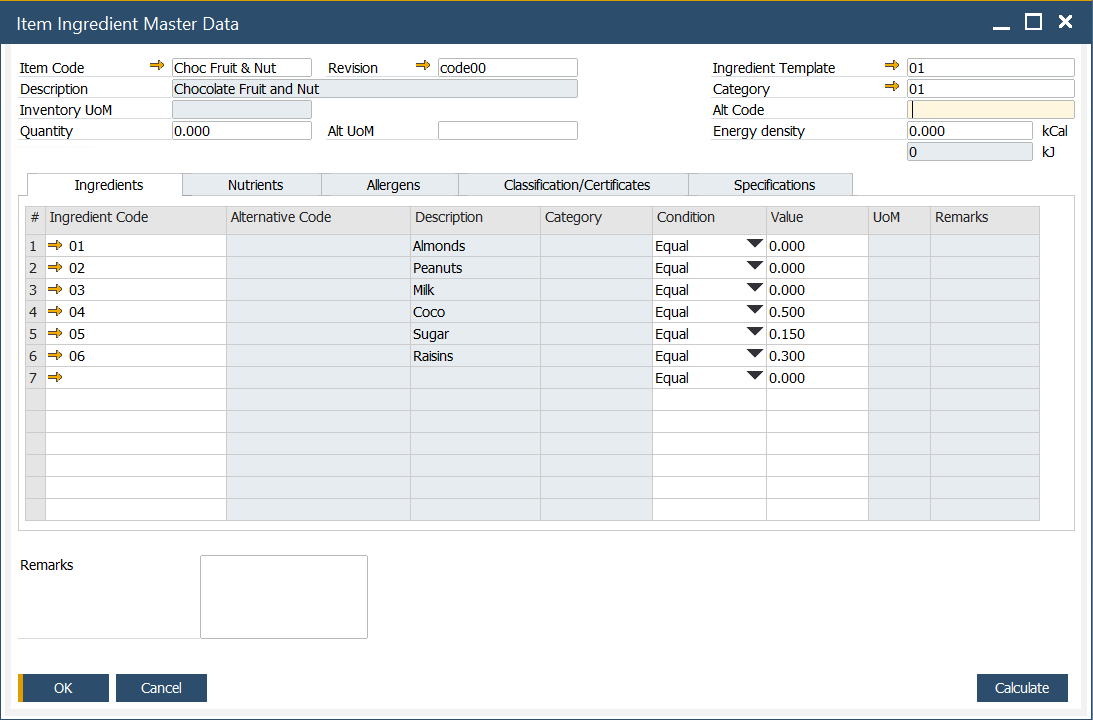 Item Ingredient Master Data
Item Code Choc Fruit & Nut Revision code00 Ingredient Template 01
Description Chocolate Fruit and Nut Category 01
Inventory UoM Alt Code
Quantity 0.000 Alt UoM Energy density 0.000 kCal
0 kJ
Ingredients Nutrients Allergens Classification/Certificates Specifications
# Ingredient Code Alternative Code Description Category Condition Value UoM Remarks
1 01 Almonds Equal 0.000
2 02 Peanuts Equal 0.000
3 03 Milk Equal 0.000
4 04 Coco Equal 0.500
5 05 Sugar Equal 0.150
6 06 Raisins Equal 0.300
7 Equal 0.000
Remarks
OK Cancel Calculate